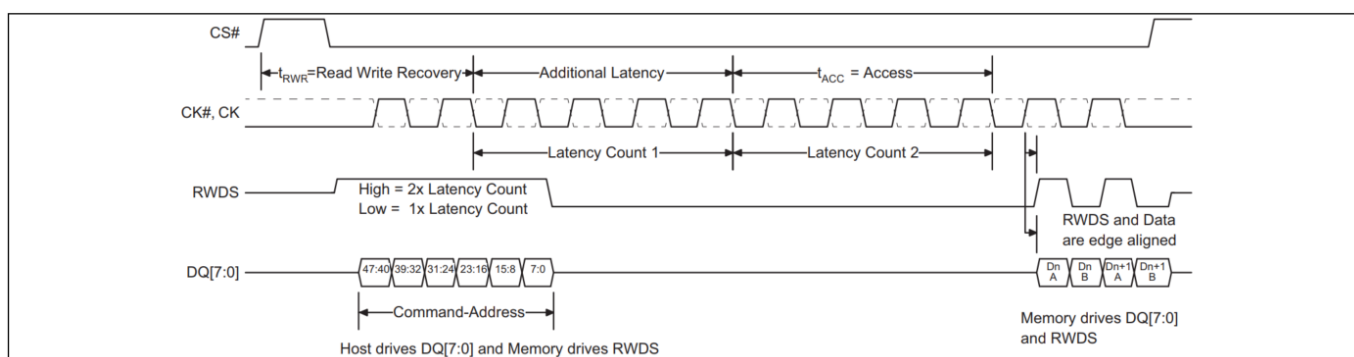 CS#
t_RWR=Read Write Recovery
Additional Latency
t_ACC = Access
CK#, CK
Latency Count 1
Latency Count 2
RWDS
High = 2x Latency Count
Low = 1x Latency Count
RWDS and Data
are edge aligned
DQ[7:0]
47:40 39:32 31:24 23:16 15:8 7:0
Dn A
Dn B
Dn+1 A
Dn+1 B
Command-Address
Host drives DQ[7:0] and Memory drives RWDS
Memory drives DQ[7:0]
and RWDS